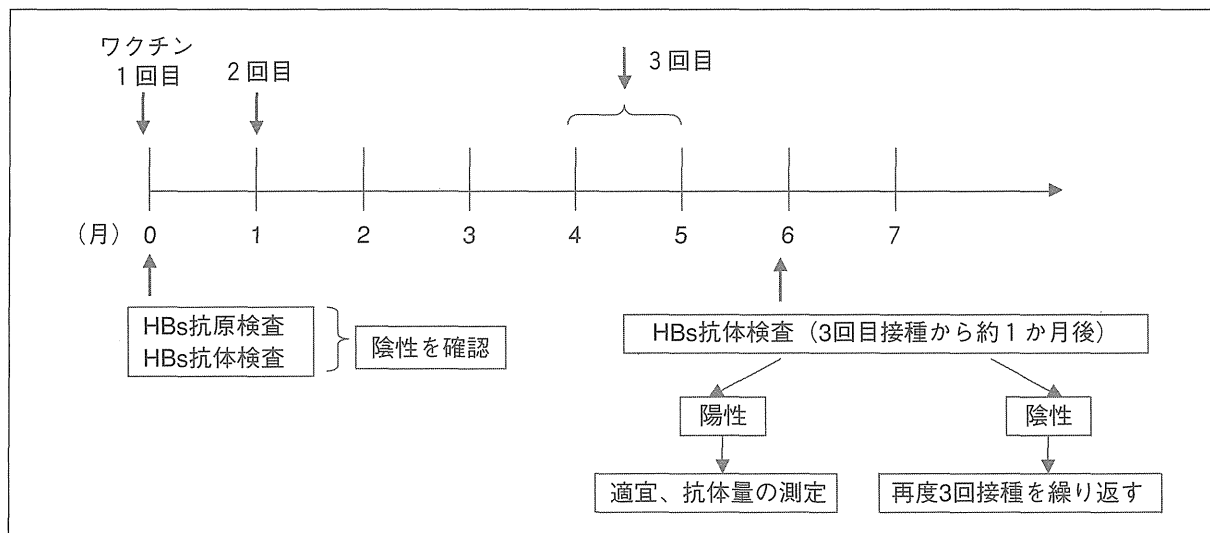 ワクチン
1回目
2回目
3回目
(月) 0 1 2 3 4 5 6 7
HBs抗原検査
HBs抗体検査
陰性を確認
HBs抗体検査(3回目接種から約1か月後)
陽性
陰性
適宜、抗体量の測定
再度3回接種を繰り返す